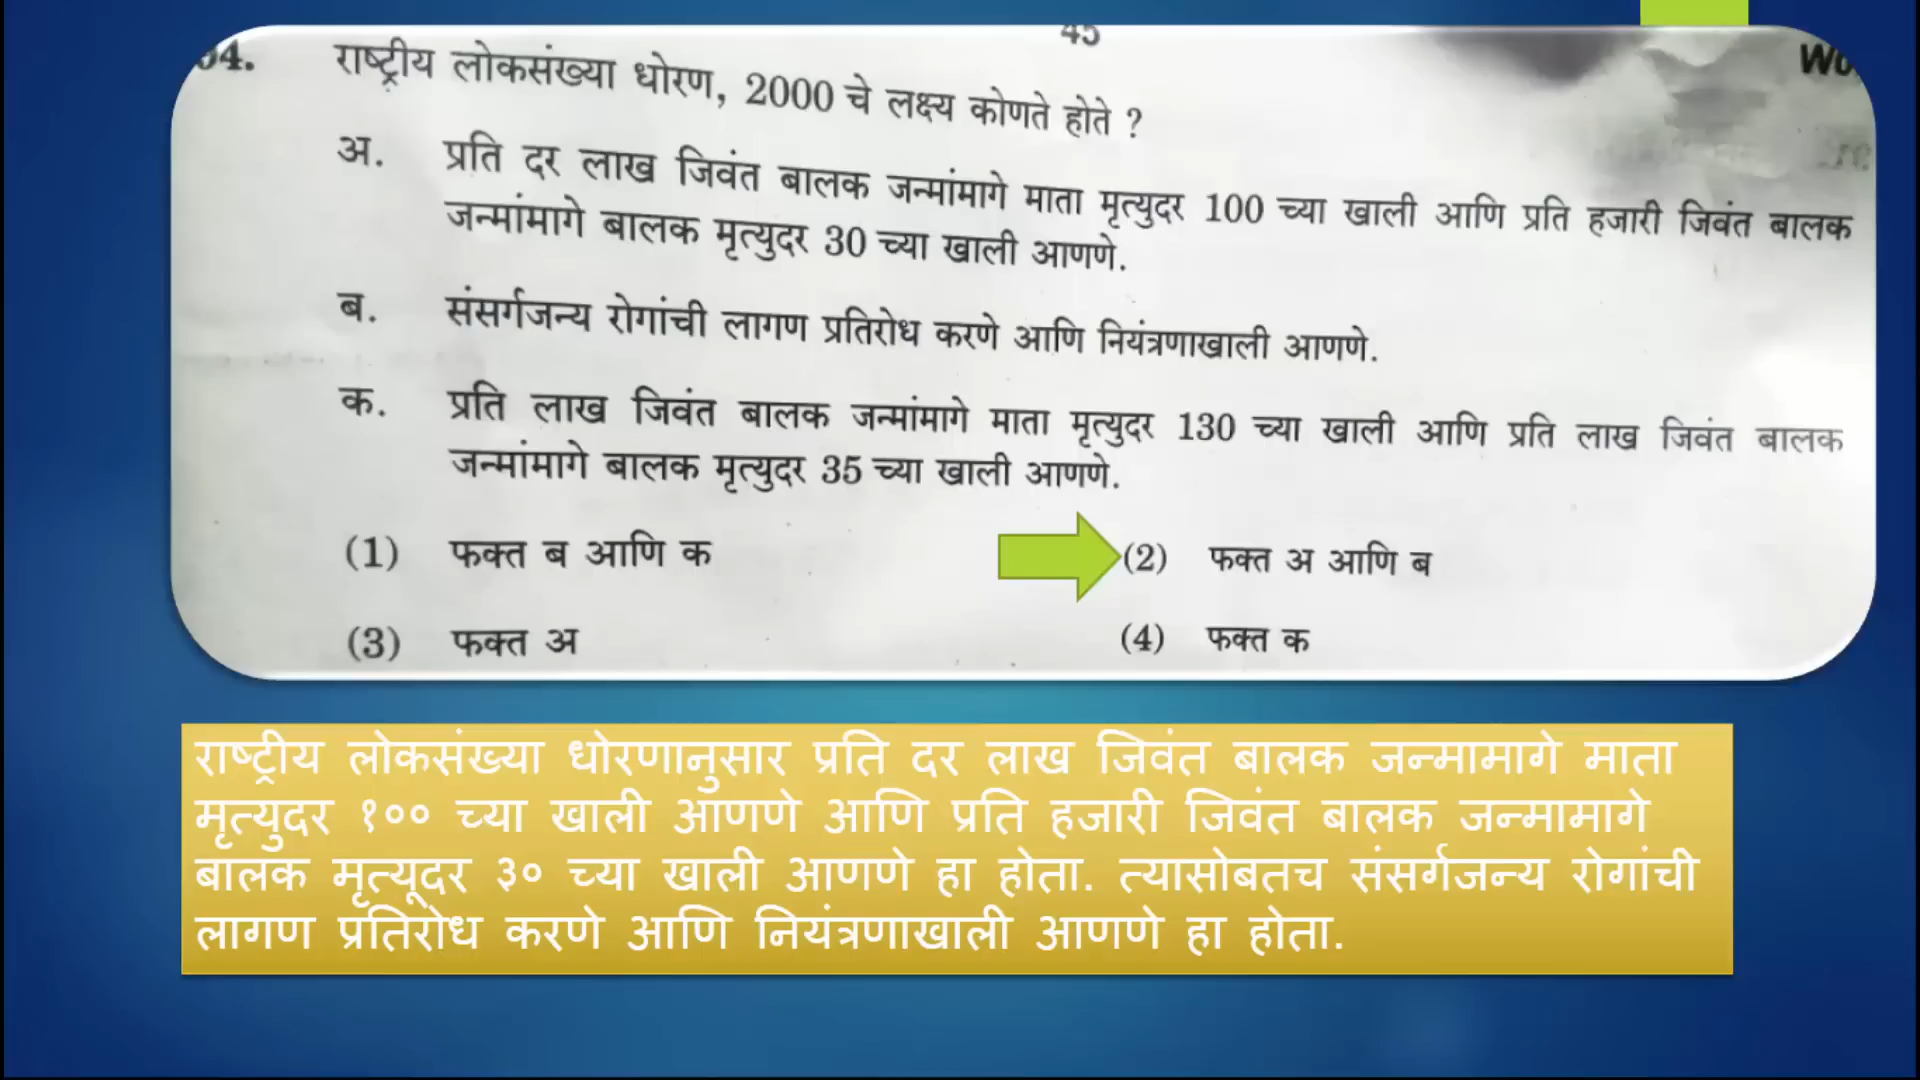 45
राष्ट्रीय लोकसंख्या धोरण, 2000 चे लक्ष्य कोणते होते ?
अ. प्रति दर लाख जिवंत बालक जन्मांमागे माता मृत्युदर 100 च्या खाली आणि प्रति हजारी जिवंत बालक
जन्मांमागे बालक मृत्युदर 30 च्या खाली आणणे.
ब. संसर्गजन्य रोगांची लागण प्रतिरोध करणे आणि नियंत्रणाखाली आणणे.
क. प्रति लाख जिवंत बालक जन्मांमागे माता मृत्युदर 130 च्या खाली आणि प्रति लाख जिवंत बालक
जन्मांमागे बालक मृत्युदर 35 च्या खाली आणणे.
(1) फक्त ब आणि क (2) फक्त अ आणि ब
(3) फक्त अ (4) फक्त क
राष्ट्रीय लोकसंख्या धोरणानुसार प्रति दर लाख जिवंत बालक जन्मामागे माता
मृत्युदर १०० च्या खाली आणणे आणि प्रति हजारी जिवंत बालक जन्मामागे
बालक मृत्यूदर ३० च्या खाली आणणे हा होता. त्यासोबतच संसर्गजन्य रोगांची
लागण प्रतिरोध करणे आणि नियंत्रणाखाली आणणे हा होता.